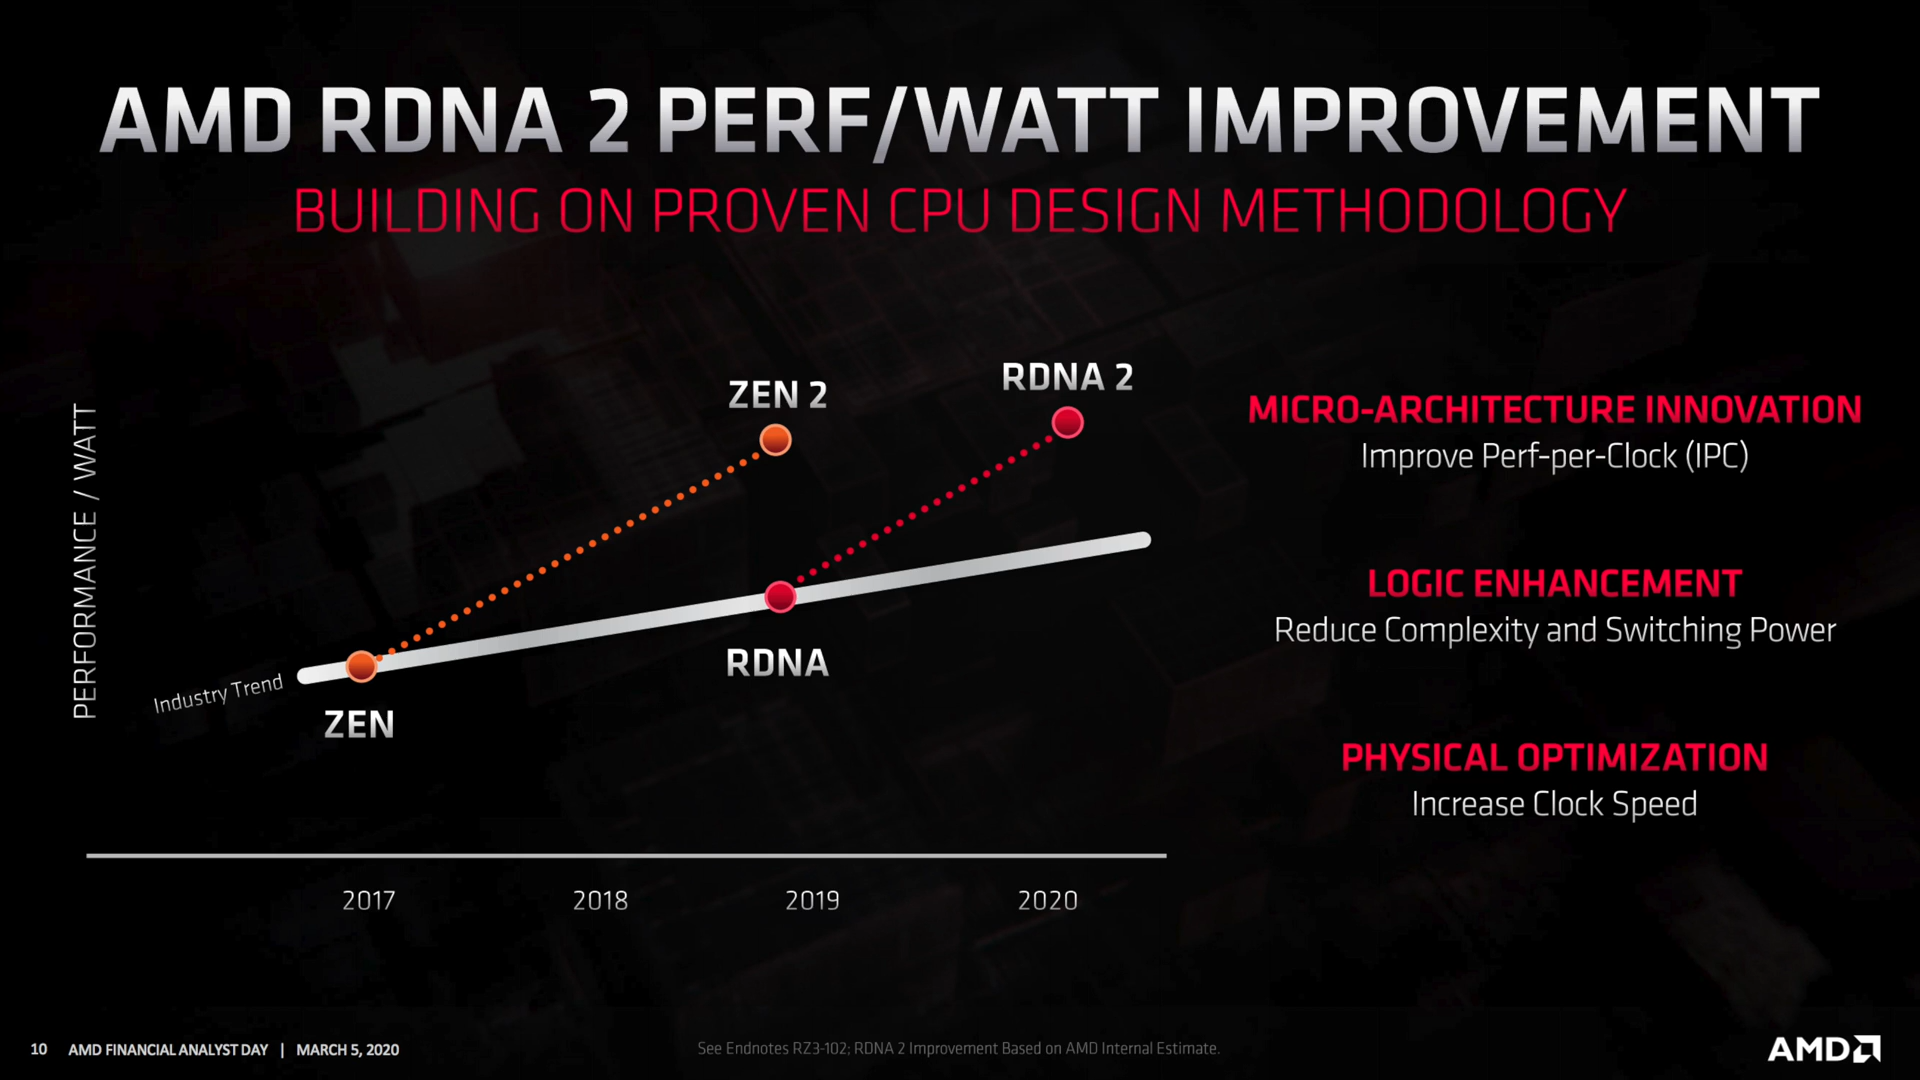 AMD RDNA 2 PERF/WATT IMPROVEMENT
BUILDING ON PROVEN CPU DESIGN METHODOLOGY
PERFORMANCE / WATT
ZEN 2
RDNA 2
RDNA
Industry Trend
ZEN
2017 2018 2019 2020
MICRO-ARCHITECTURE INNOVATION
Improve Perf-per-Clock (IPC)
LOGIC ENHANCEMENT
Reduce Complexity and Switching Power
PHYSICAL OPTIMIZATION
Increase Clock Speed
10 AMD FINANCIAL ANALYST DAY | MARCH 5, 2020
See Endnotes RZ3-102; RDNA 2 Improvement Based on AMD Internal Estimate.
AMD